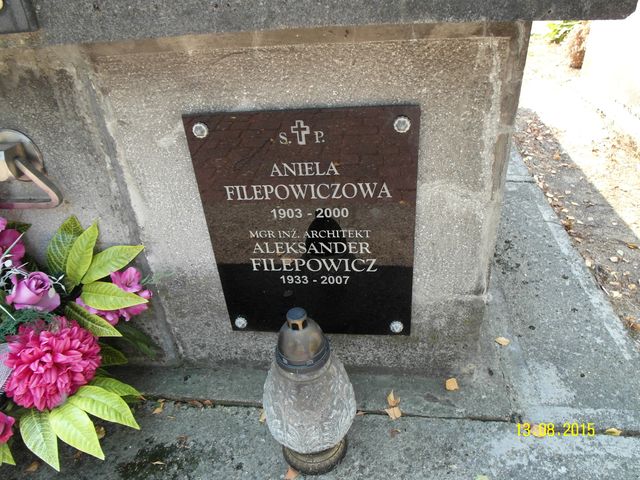 S. P.
ANIELA
FILEPOWICZOWA
1903 - 2000
MGR INŻ. ARCHITEKT
ALEKSANDER
FILEPOWICZ
1933 - 2007
13.08.2015